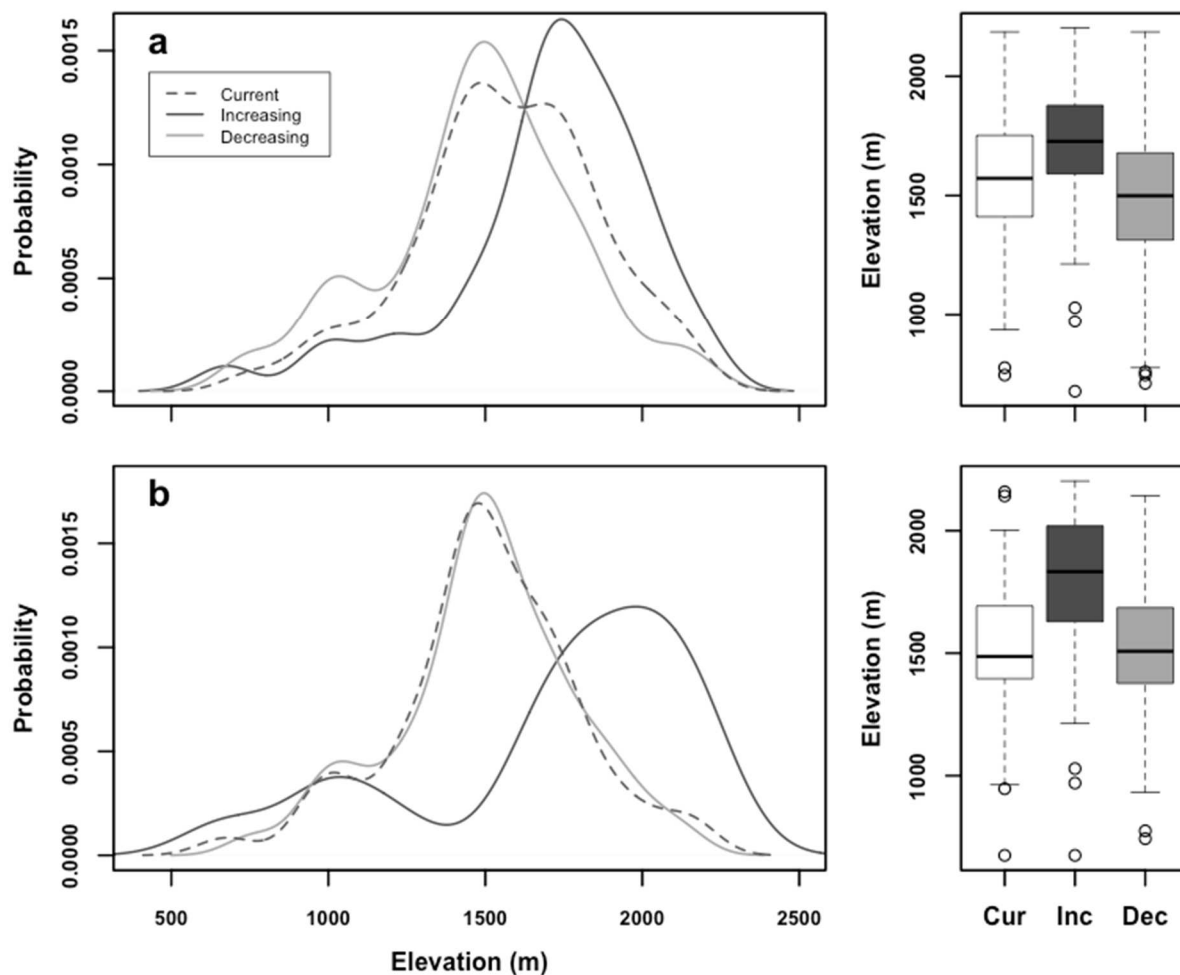 a
Current
Increasing
Decreasing
Probability
0.0000 0.0005 0.0010 0.0015
500 1000 1500 2000 2500
Elevation (m)
1000 1500 2000
b
Probability
0.0000 0.0005 0.0010 0.0015
Elevation (m)
Elevation (m)
1000 1500 2000
Cur Inc Dec